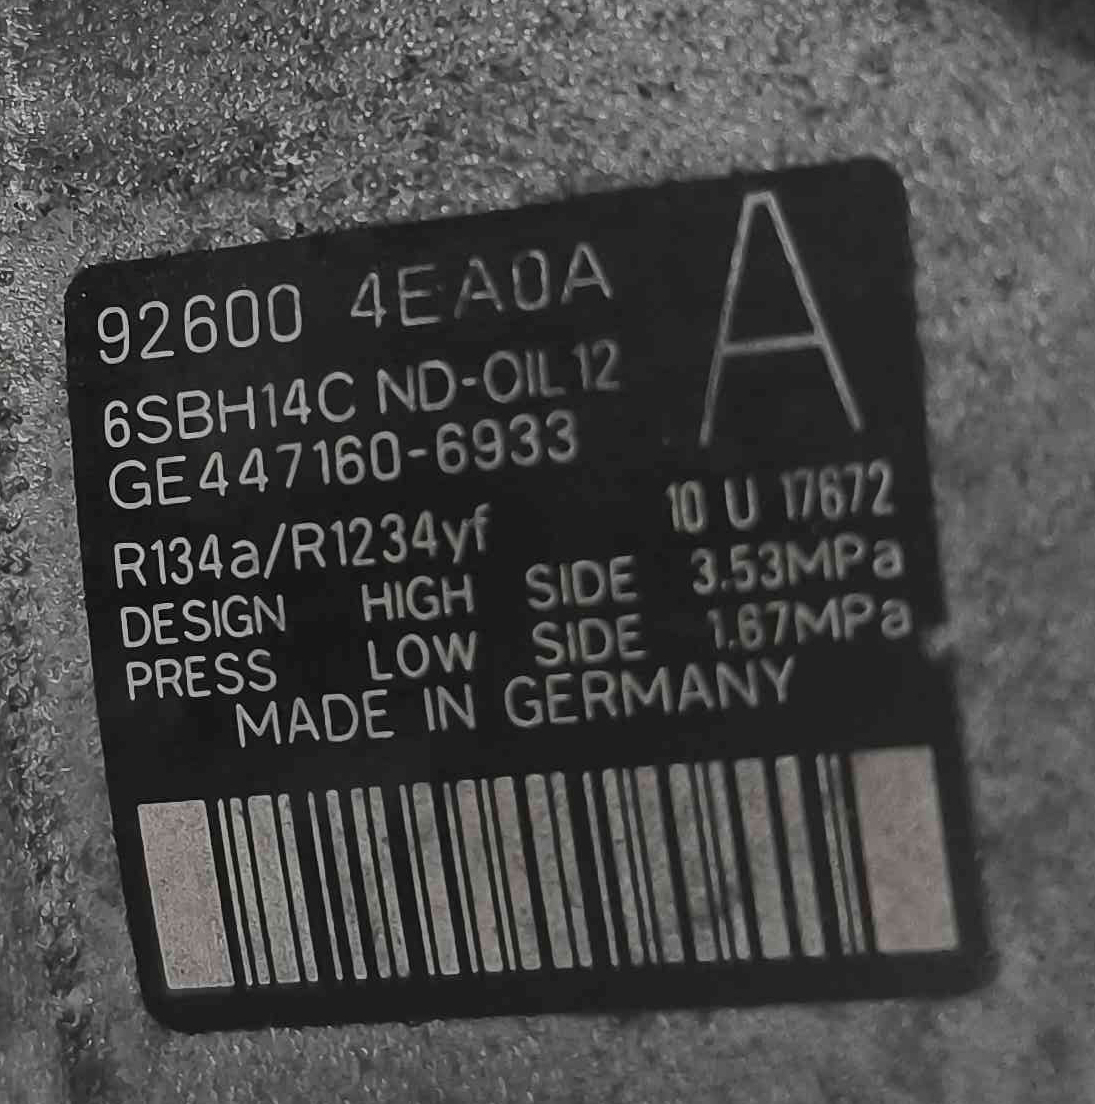 A
92600 4EA0A
6SBH14C ND-OIL 12
GE447160-6933
10 U 17672
R134a/R1234yf
DESIGN HIGH SIDE 3.53MPa
PRESS LOW SIDE 1.67MPa
MADE IN GERMANY